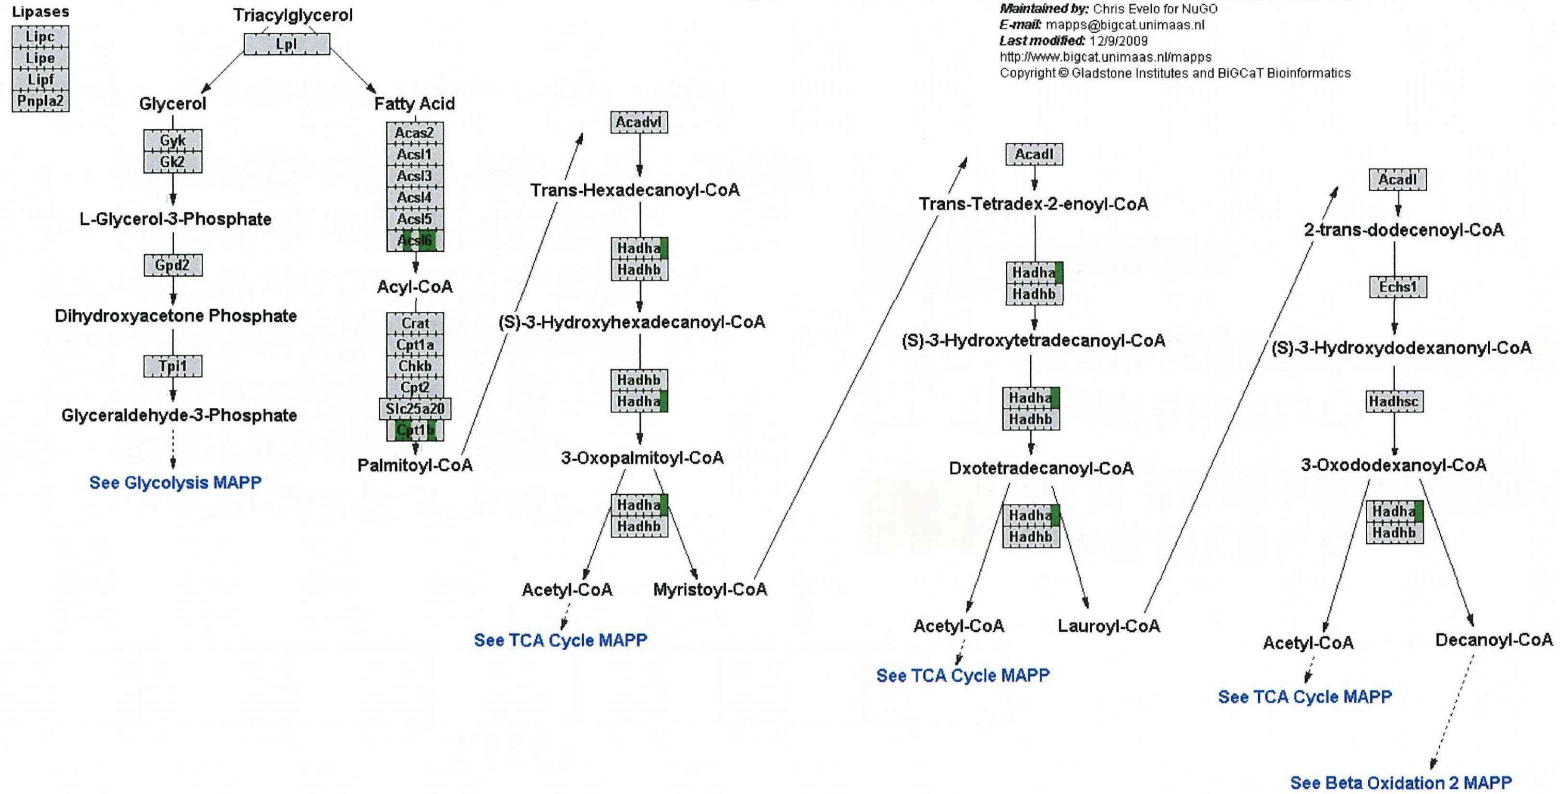 Lipases
Lipc
Lipe
Lipf
Pnpla2
Triacylglycerol
Lpl
Maintained by: Chris Evelo for NuGO
E-mail: mapps@bigcat.unimaas.nl
Last modified: 12/9/2009
http://www.bigcat.unimaas.nl/mapps
Copyright © Gladstone Institutes and BiGCaT Bioinformatics
Glycerol
Gyk
Gk2
L-Glycerol-3-Phosphate
Gpd2
Dihydroxyacetone Phosphate
Tpi1
Glyceraldehyde-3-Phosphate
See Glycolysis MAPP
Fatty Acid
Acas2
Acsl1
Acsl3
Acsl4
Acsl5
Acsl6
Acyl-CoA
Crat
Cpt1a
Chkb
Cpt2
Slc25a20
Cpt1b
Palmitoyl-CoA
Acadvl
Trans-Hexadecanoyl-CoA
Hadha
Hadhb
(S)-3-Hydroxyhexadecanoyl-CoA
Hadhb
Hadha
3-Oxopalmitoyl-CoA
Hadha
Hadhb
Acetyl-CoA
Myristoyl-CoA
See TCA Cycle MAPP
Acadl
Trans-Tetradex-2-enoyl-CoA
Hadha
Hadhb
(S)-3-Hydroxytetradecanoyl-CoA
Hadha
Hadhb
Dxotetradecanoyl-CoA
Hadha
Hadhb
Acetyl-CoA
Lauroyl-CoA
See TCA Cycle MAPP
Acadl
2-trans-dodecenoyl-CoA
Echs1
(S)-3-Hydroxydodexanonyl-CoA
Hadhsc
3-Oxododexanoyl-CoA
Hadha
Hadhb
Acetyl-CoA
Decanoyl-CoA
See TCA Cycle MAPP
See Beta Oxidation 2 MAPP